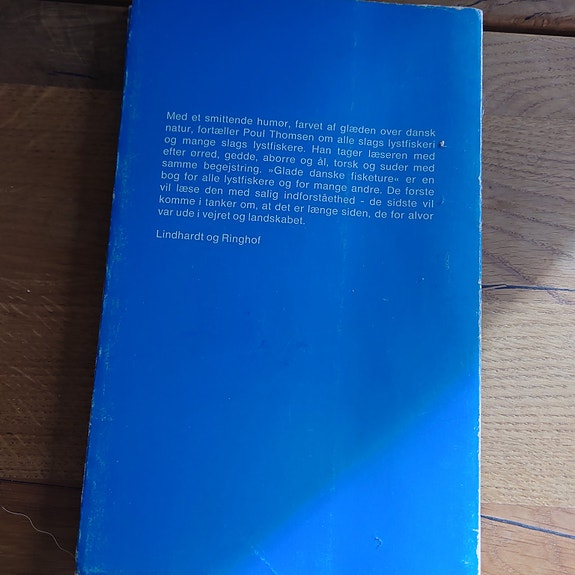 Med et smittende humør, farvet af glæden over dansk
natur, fortæller Poul Thomsen om alle slags lystfiskeri
og mange slags lystfiskere. Han tager læseren med
efter ørred, gedde, aborre og ål, torsk og suder med
samme begejstring. »Glade danske fisketure« er en
bog for alle lystfiskere og for mange andre. De første
vil læse den med salig indforståethed - de sidste vil
komme i tanker om, at det er længe siden, de for alvor
var ude i vejret og landskabet.
Lindhardt og Ringhof